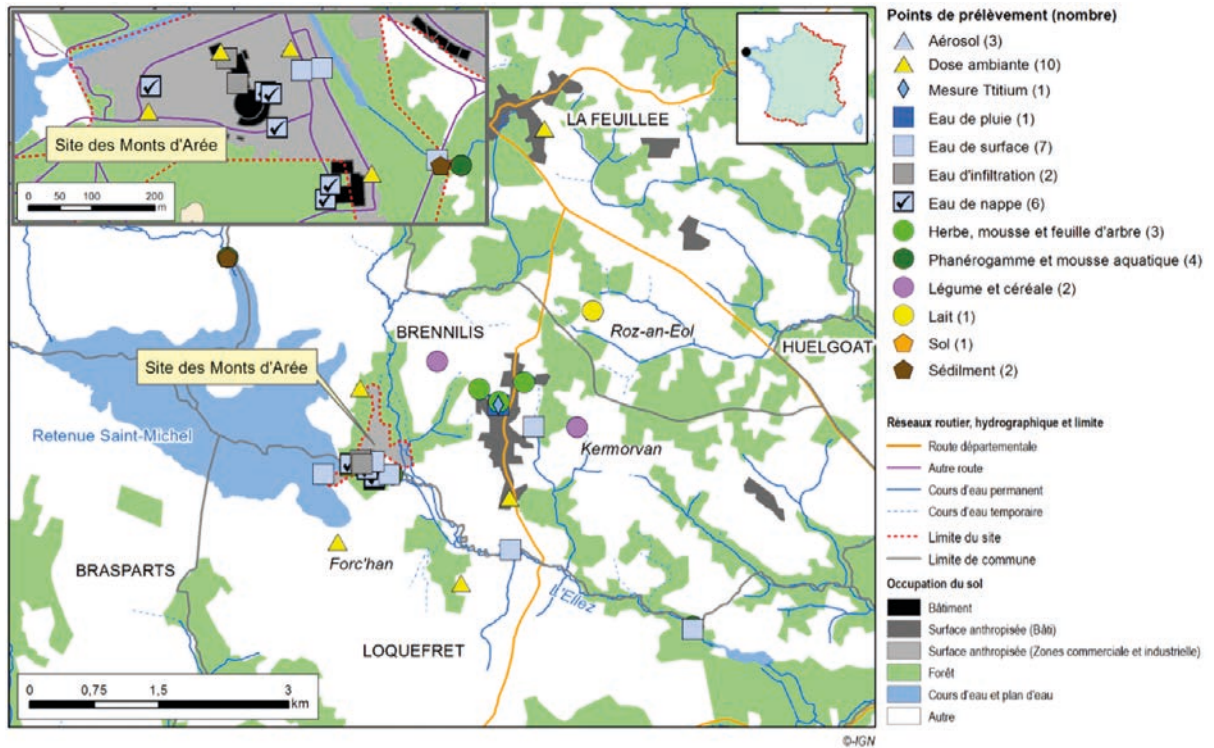 Site des Monts d'Arée
0 50 100 200
m
LA FEUILLEE
BRENNILIS
Roz-an-Eol
HUELGOAT
Site des Monts d'Arée
Retenue Saint-Michel
Kermorvan
Forc'han
BRASPARTS
L'Ellez
LOQUEFRET
0 0,75 1,5 3
km
©-IGN
Points de prélèvement (nombre)
Aérosol (3)
Dose ambiante (10)
Mesure Ttitium (1)
Eau de pluie (1)
Eau de surface (7)
Eau d'infiltration (2)
Eau de nappe (6)
Herbe, mousse et feuille d'arbre (3)
Phanérogamme et mousse aquatique (4)
Légume et céréale (2)
Lait (1)
Sol (1)
Sédilment (2)
Réseaux routier, hydrographique et limite
Route départementale
Autre route
Cours d'eau permanent
Cours d'eau temporaire
Limite du site
Limite de commune
Occupation du sol
Bâtiment
Surface anthropisée (Bâti)
Surface anthropisée (Zones commerciale et industrielle)
Forêt
Cours d'eau et plan d'eau
Autre